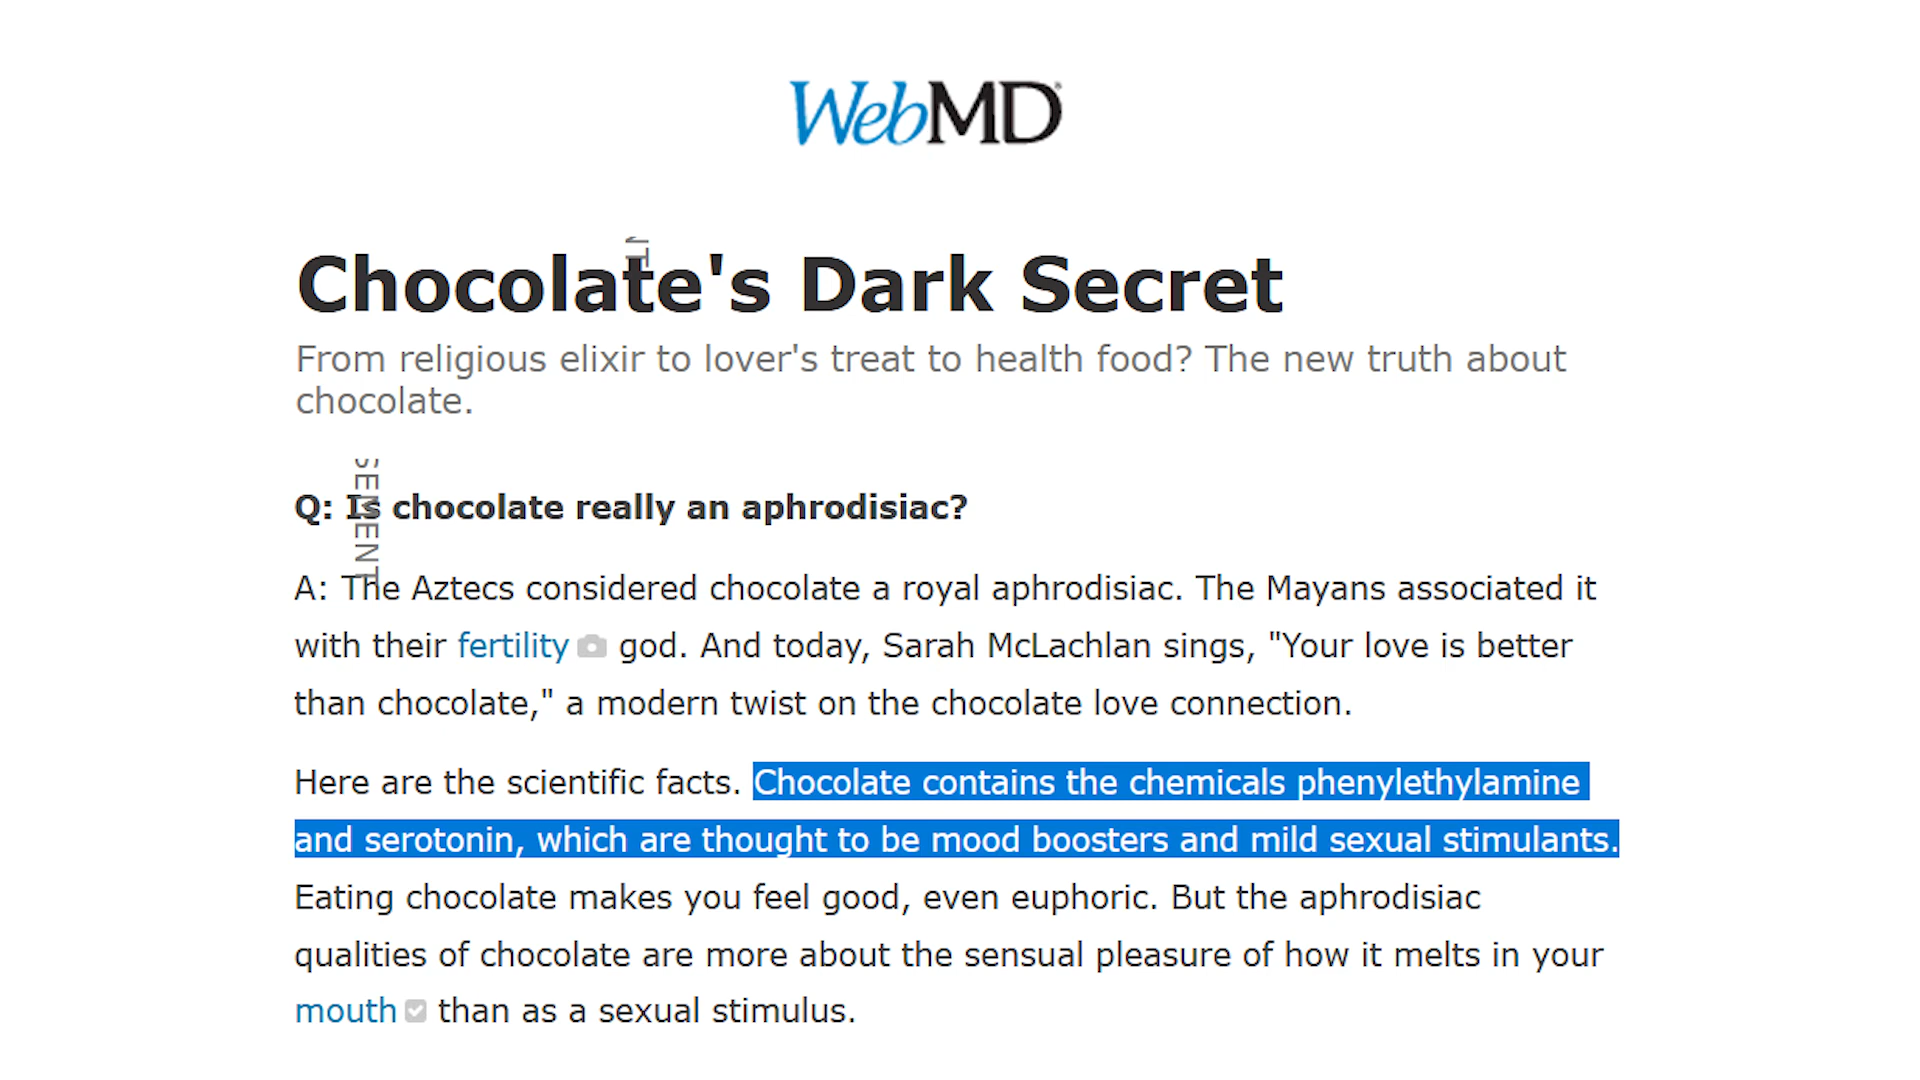 WebMD
Chocolate's Dark Secret
From religious elixir to lover's treat to health food? The new truth about
chocolate.
SEMENT
Q: Is chocolate really an aphrodisiac?
A: The Aztecs considered chocolate a royal aphrodisiac. The Mayans associated it
with their fertility god. And today, Sarah McLachlan sings, "Your love is better
than chocolate," a modern twist on the chocolate love connection.
Here are the scientific facts. Chocolate contains the chemicals phenylethylamine
and serotonin, which are thought to be mood boosters and mild sexual stimulants.
Eating chocolate makes you feel good, even euphoric. But the aphrodisiac
qualities of chocolate are more about the sensual pleasure of how it melts in your
mouth than as a sexual stimulus.